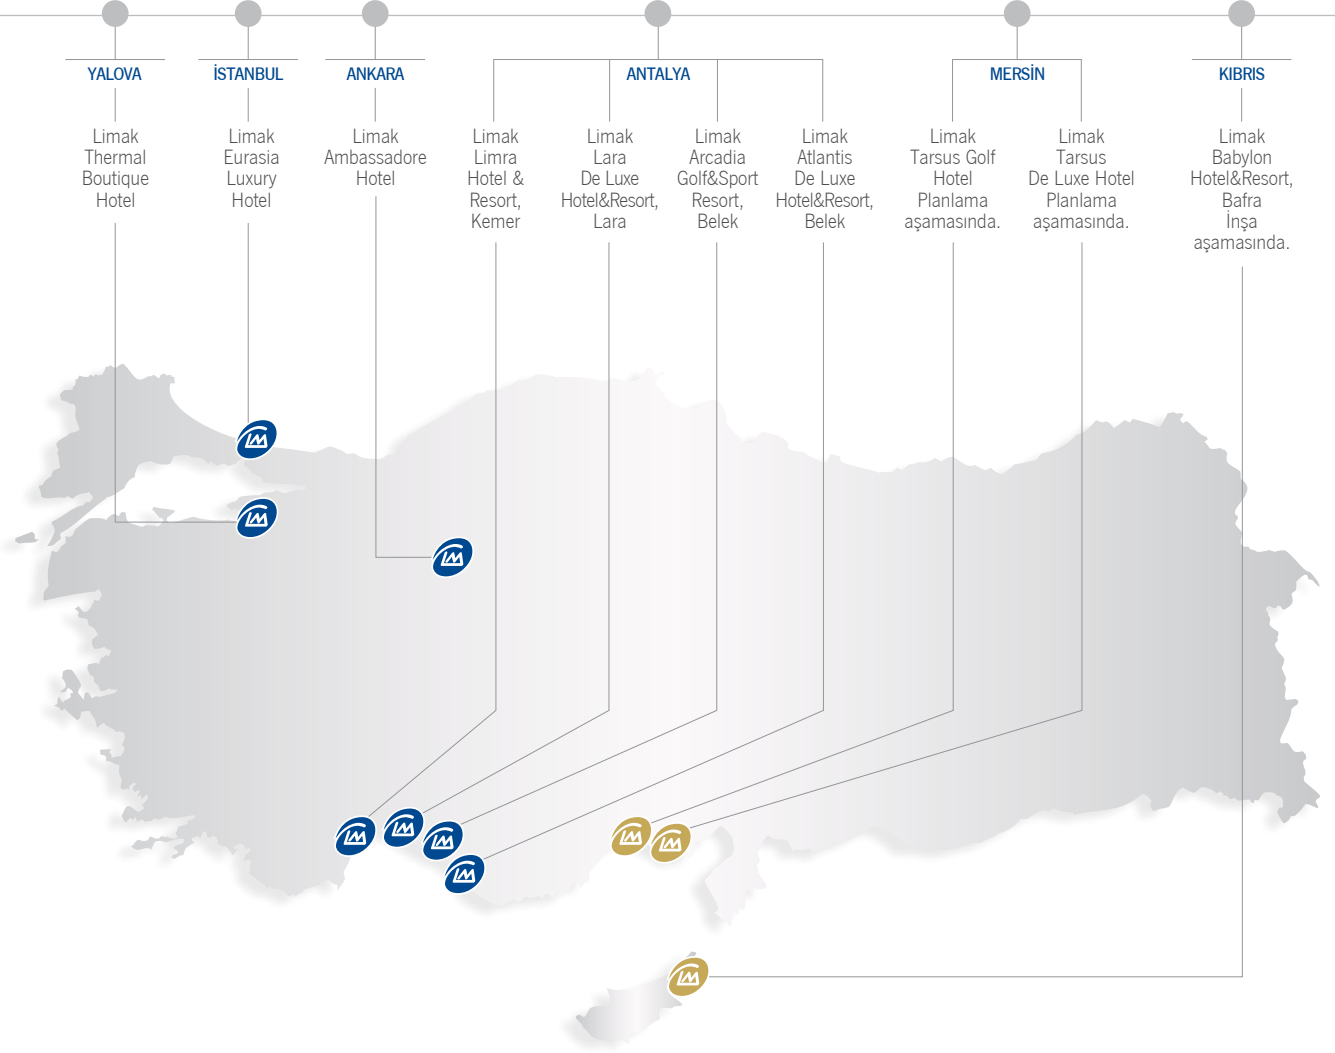 YALOVA
Limak
Thermal
Boutique
Hotel
İSTANBUL
Limak
Eurasia
Luxury
Hotel
ANKARA
Limak
Ambassadore
Hotel
ANTALYA
Limak
Limra
Hotel &
Resort,
Kemer
Limak
Lara
De Luxe
Hotel&Resort,
Lara
Limak
Arcadia
Golf&Sport
Resort,
Belek
Limak
Atlantis
De Luxe
Hotel&Resort,
Belek
MERSİN
Limak
Tarsus Golf
Hotel
Planlama
aşamasında.
Limak
Tarsus
De Luxe Hotel
Planlama
aşamasında.
KIBRIS
Limak
Babylon
Hotel&Resort,
Bafra
İnşa
aşamasında.